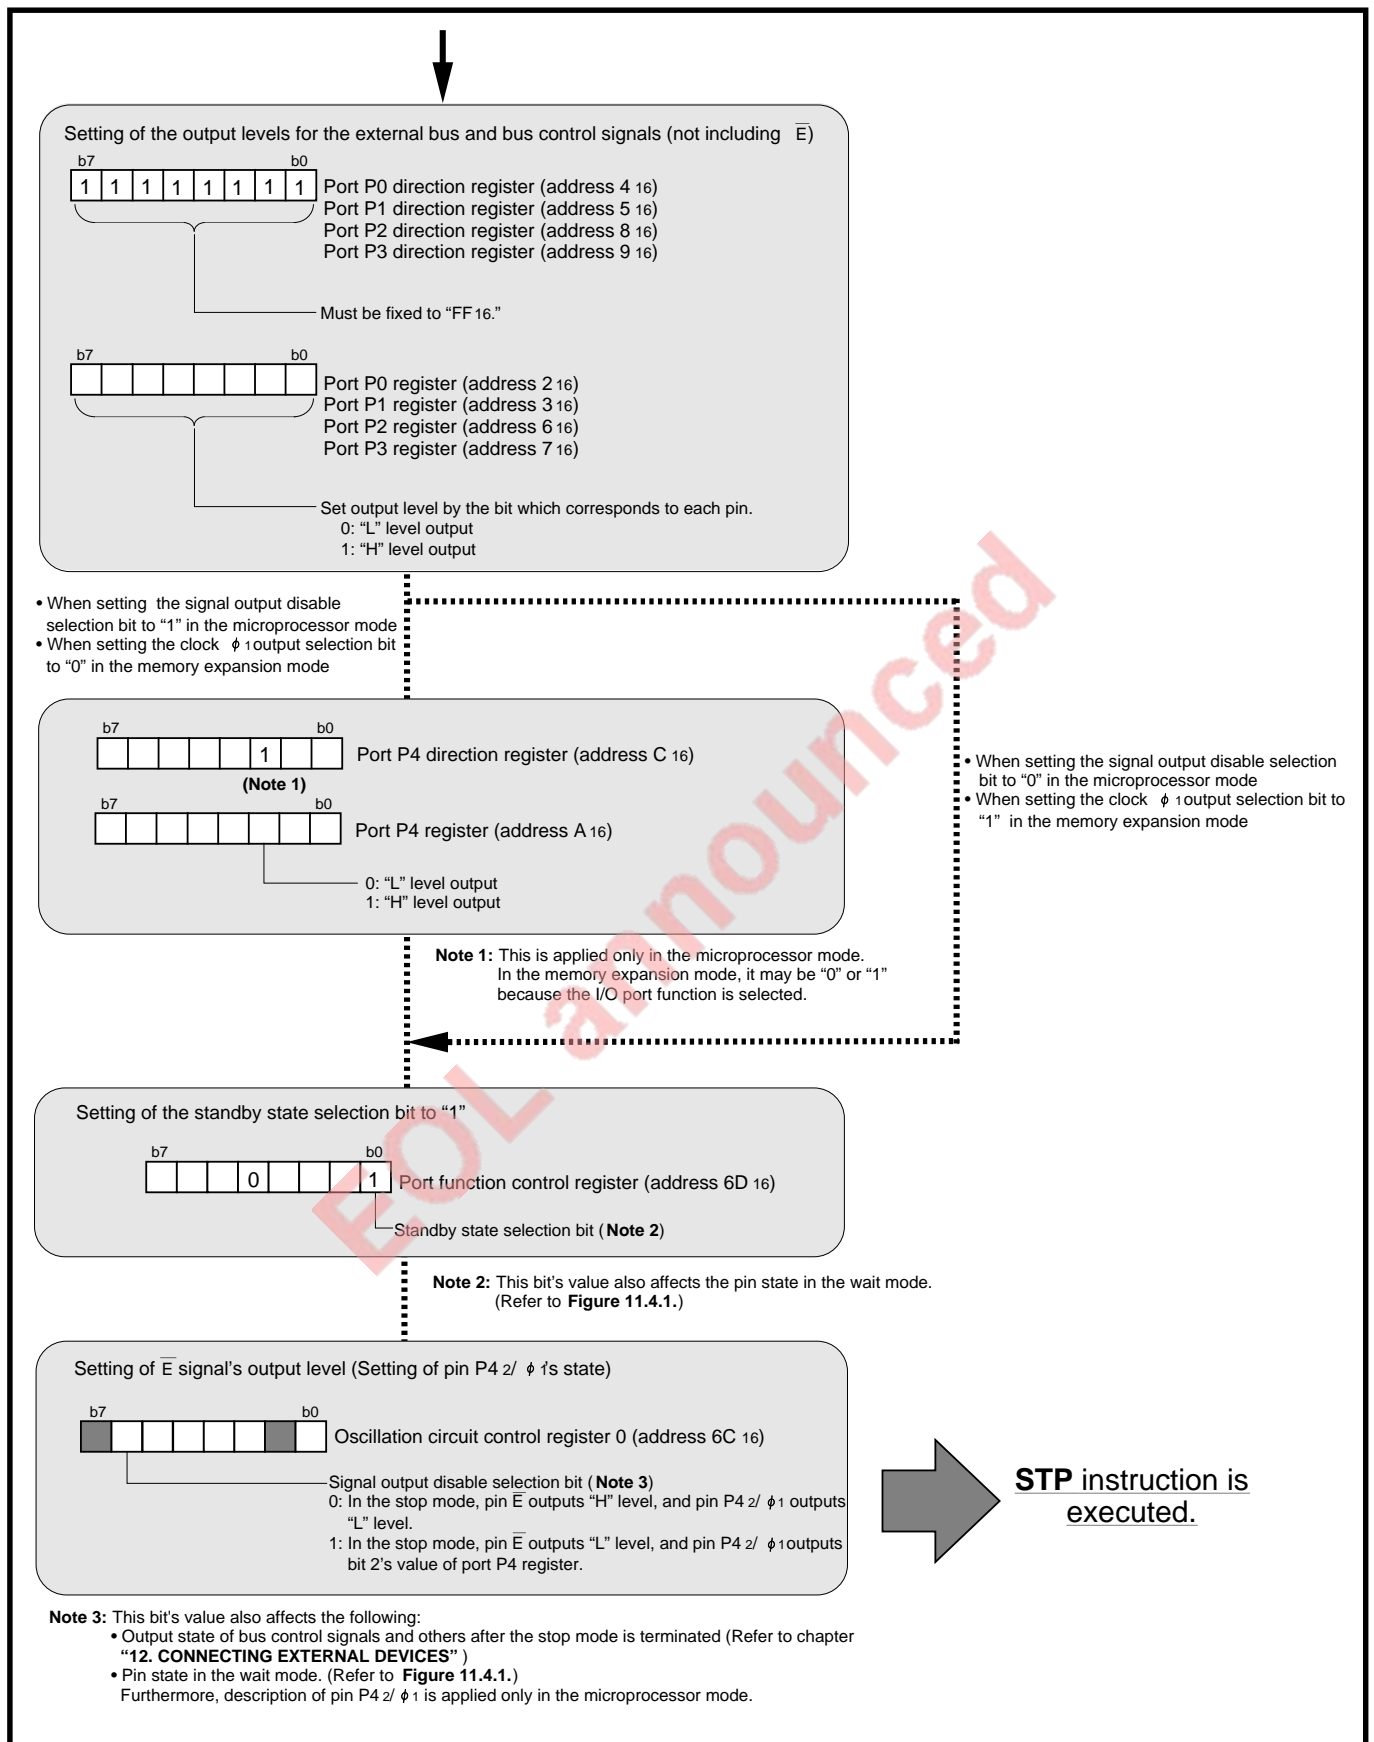 Setting of the output levels for the external bus and bus control signals (not including E̅)
b7 b0
1 1 1 1 1 1 1 1 Port P0 direction register (address 4 16)
Port P1 direction register (address 5 16)
Port P2 direction register (address 8 16)
Port P3 direction register (address 9 16)
Must be fixed to “FF 16.”
b7 b0
Port P0 register (address 2 16)
Port P1 register (address 3 16)
Port P2 register (address 6 16)
Port P3 register (address 7 16)
Set output level by the bit which corresponds to each pin.
0: “L” level output
1: “H” level output
• When setting the signal output disable
selection bit to “1” in the microprocessor mode
• When setting the clock ϕ 1 output selection bit
to “0” in the memory expansion mode
b7 b0
1 Port P4 direction register (address C 16)
(Note 1)
b7 b0
Port P4 register (address A 16)
0: “L” level output
1: “H” level output
• When setting the signal output disable selection
bit to “0” in the microprocessor mode
• When setting the clock ϕ 1 output selection bit to
“1” in the memory expansion mode
Note 1: This is applied only in the microprocessor mode.
In the memory expansion mode, it may be “0” or “1”
because the I/O port function is selected.
Setting of the standby state selection bit to “1”
b7 b0
0 1 Port function control register (address 6D 16)
Standby state selection bit (Note 2)
Note 2: This bit’s value also affects the pin state in the wait mode.
(Refer to Figure 11.4.1.)
Setting of E̅ signal’s output level (Setting of pin P4 2/ ϕ 1’s state)
b7 b0
Oscillation circuit control register 0 (address 6C 16)
Signal output disable selection bit (Note 3)
0: In the stop mode, pin E̅ outputs “H” level, and pin P4 2/ ϕ 1 outputs
“L” level.
1: In the stop mode, pin E̅ outputs “L” level, and pin P4 2/ ϕ 1 outputs
bit 2’s value of port P4 register.
STP instruction is
executed.
Note 3: This bit’s value also affects the following:
• Output state of bus control signals and others after the stop mode is terminated (Refer to chapter
“12. CONNECTING EXTERNAL DEVICES” )
• Pin state in the wait mode. (Refer to Figure 11.4.1.)
Furthermore, description of pin P4 2/ ϕ 1 is applied only in the microprocessor mode.
EOL announced